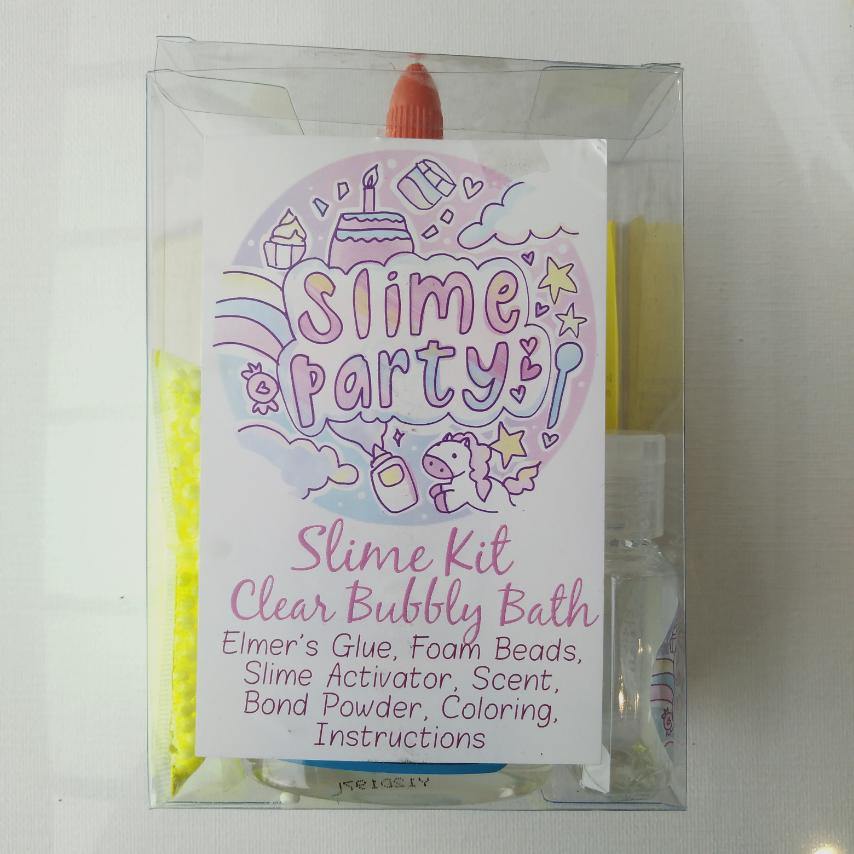 slime
party
Slime Kit
Clear Bubbly Bath
Elmer's Glue, Foam Beads,
Slime Activator, Scent,
Bond Powder, Coloring,
Instructions